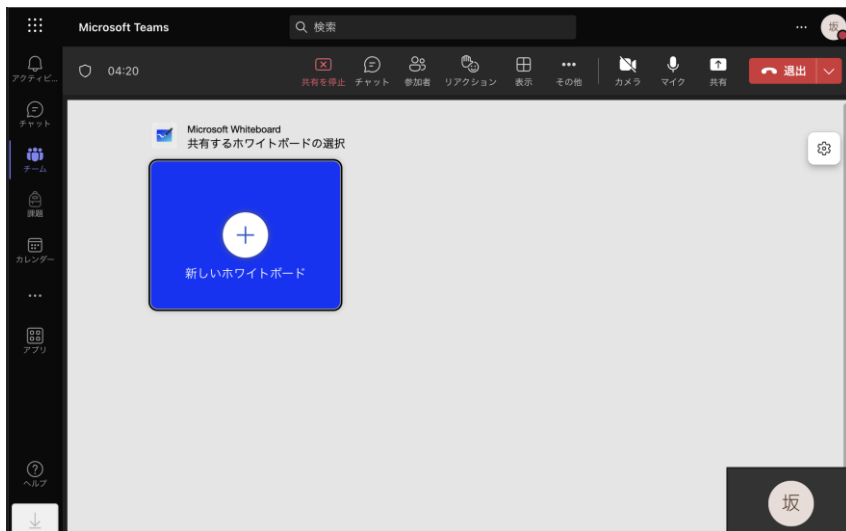 Microsoft Teams
検索
坂
アクティビ...
04:20
共有を停止
チャット
参加者
リアクション
表示
その他
カメラ
マイク
共有
退出
チャット
チーム
課題
カレンダー
アプリ
ヘルプ
Microsoft Whiteboard
共有するホワイトボードの選択
新しいホワイトボード
坂